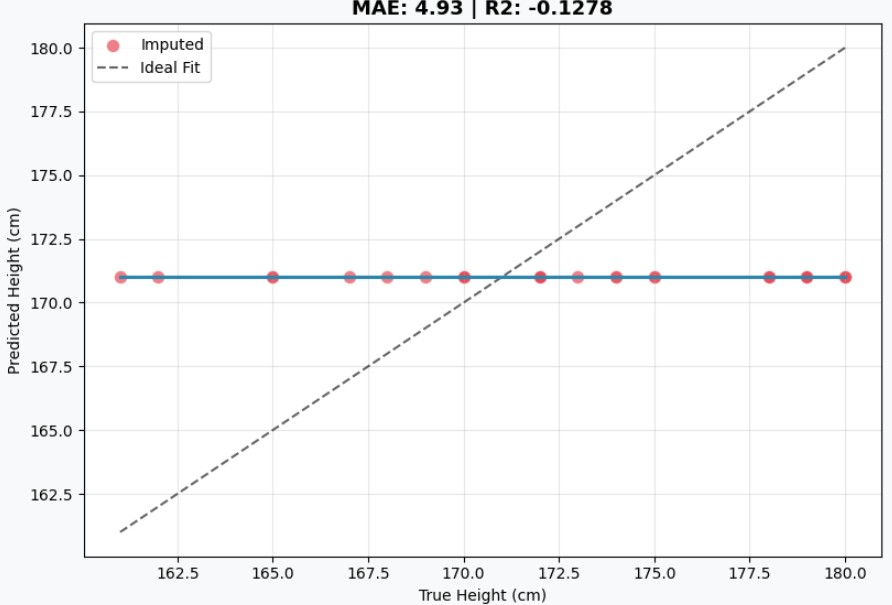 MAE: 4.93 | R2: -0.1278
Imputed
Ideal Fit
180.0
177.5
175.0
172.5
170.0
167.5
165.0
162.5
Predicted Height (cm)
162.5 165.0 167.5 170.0 172.5 175.0 177.5 180.0
True Height (cm)